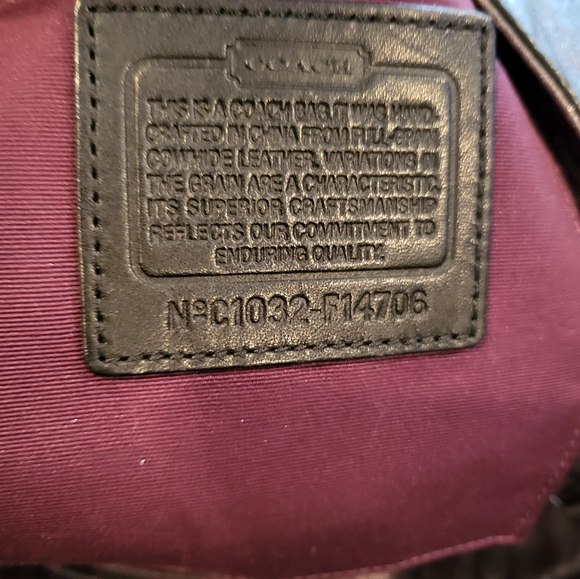 COACH
THIS IS A COACH BAG. IT WAS HAND-
CRAFTED IN CHINA FROM FULL-GRAIN
COWHIDE LEATHER. VARIATIONS IN
THE GRAIN ARE A CHARACTERISTIC.
ITS SUPERIOR CRAFTSMANSHIP
REFLECTS OUR COMMITMENT TO
ENDURING QUALITY.
Nº C1032-F14706